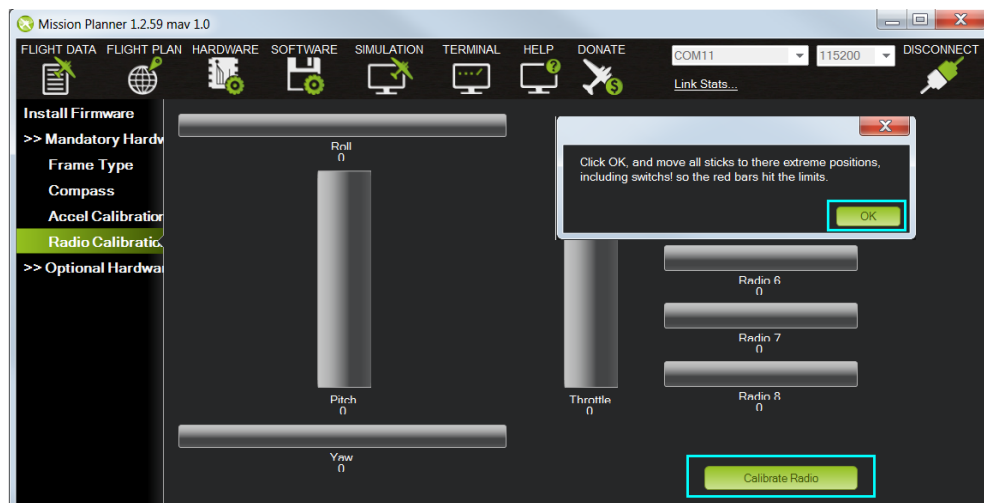 Mission Planner 1.2.59 mav 1.0
FLIGHT DATA FLIGHT PLAN HARDWARE SOFTWARE SIMULATION TERMINAL HELP DONATE
COM11 115200 DISCONNECT
Link Stats...
Install Firmware
>> Mandatory Hardw
Frame Type
Compass
Accel Calibration
Radio Calibratio
>> Optional Hardwa
Roll
0
Click OK, and move all sticks to there extreme positions,
including switchs! so the red bars hit the limits.
OK
Radio 6
0
Radio 7
0
Pitch
0
Throttle
0
Radio 8
0
Yaw
0
Calibrate Radio